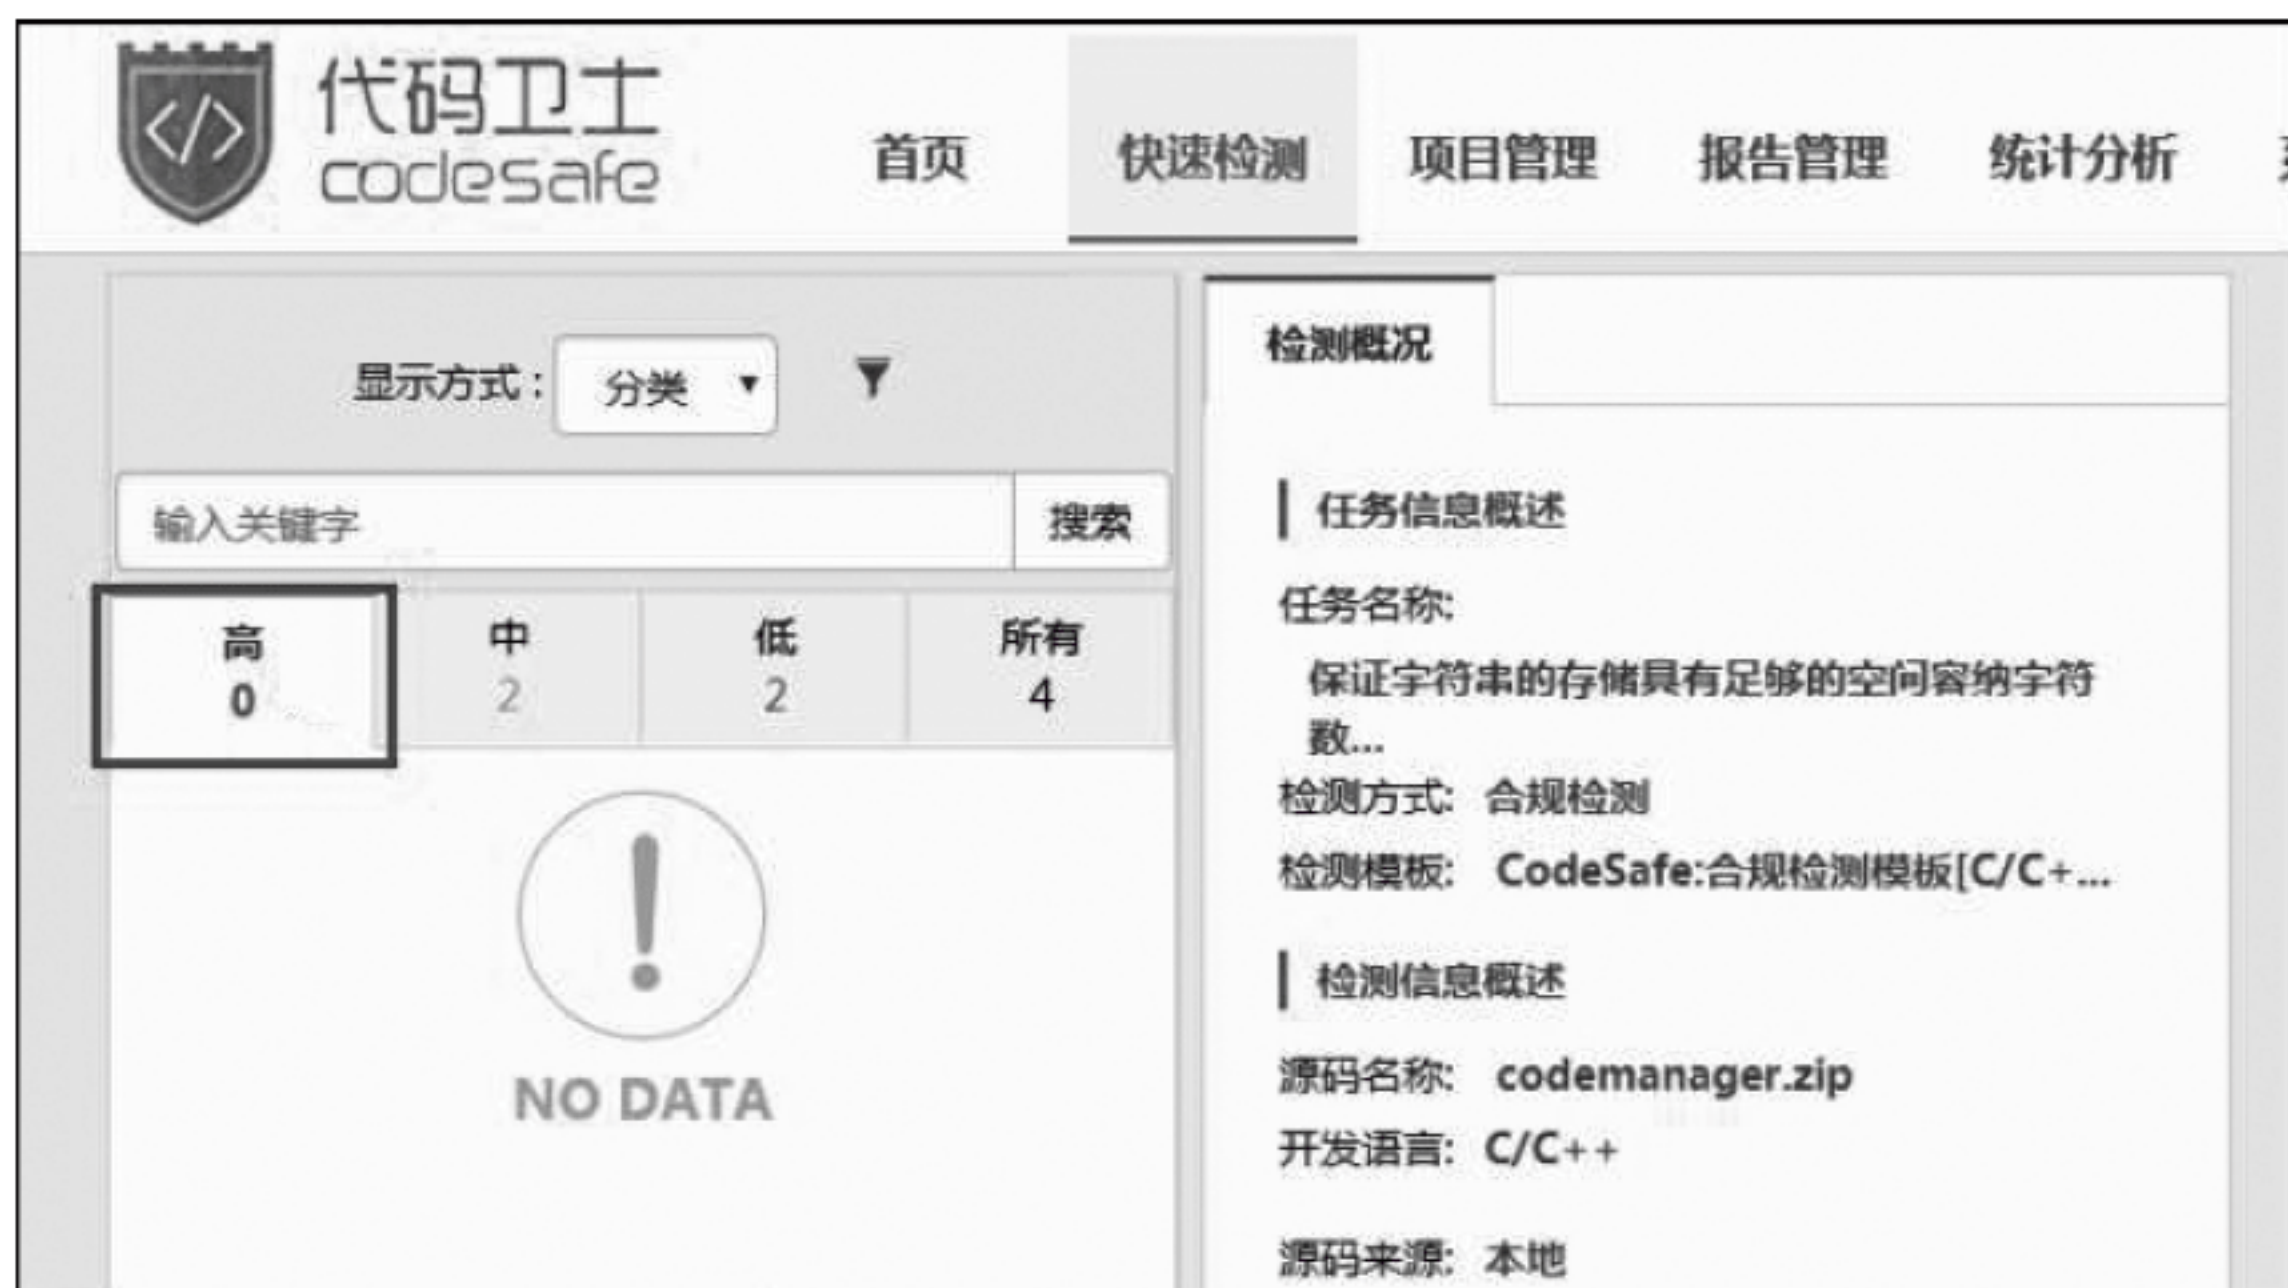 代码卫士
codesafe
首页 快速检测 项目管理 报告管理 统计分析
显示方式： 分类
输入关键字 搜索
高 中 低 所有
0 2 2 4
NO DATA
检测概况
任务信息概述
任务名称:
保证字符串的存储具有足够的空间容纳字符
数...
检测方式: 合规检测
检测模板: CodeSafe:合规检测模板[C/C+...
检测信息概述
源码名称: codemanager.zip
开发语言: C/C++
源码来源: 本地